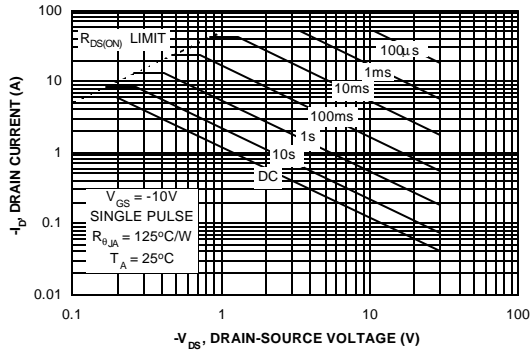 100
10
1
0.1
0.01
0.1
1
10
100
-I_D, DRAIN CURRENT (A)
-V_DS, DRAIN-SOURCE VOLTAGE (V)
R_DS(ON) LIMIT
100µs
1ms
10ms
100ms
1s
10s
DC
V_GS = -10V
SINGLE PULSE
R_θJA = 125°C/W
T_A = 25°C